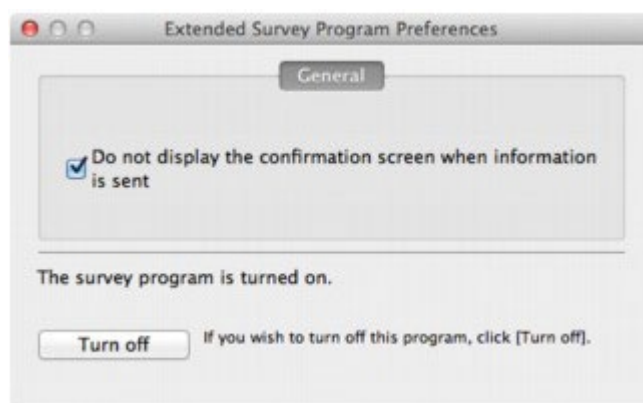 Extended Survey Program Preferences
General
Do not display the confirmation screen when information
is sent
The survey program is turned on.
Turn off
If you wish to turn off this program, click [Turn off].